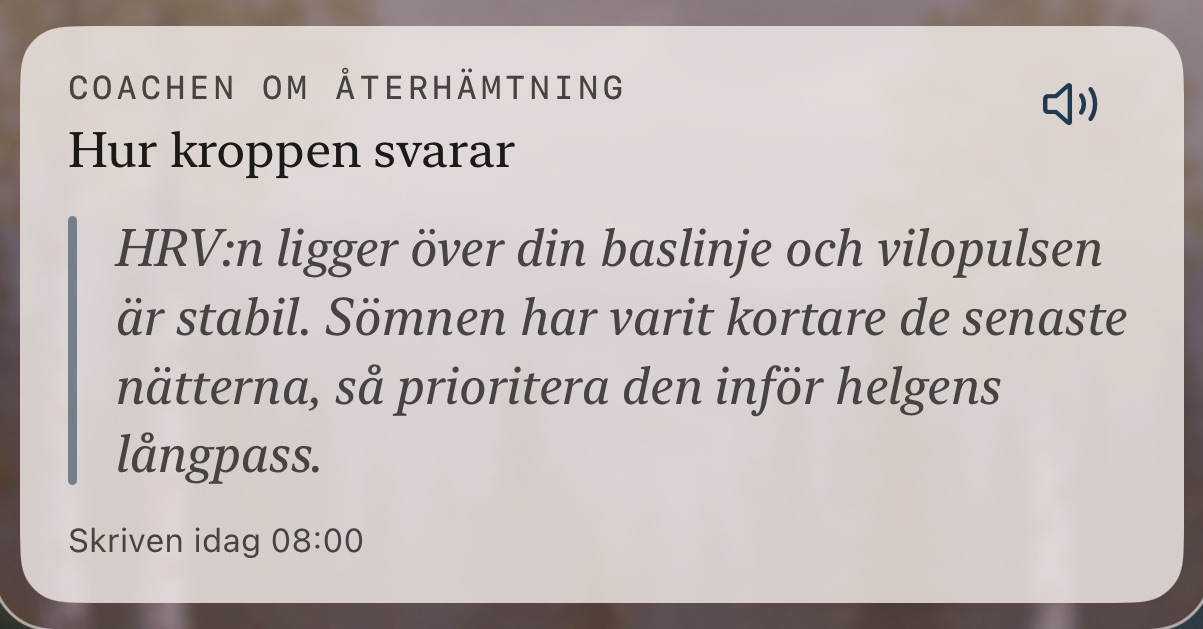 COACHEN OM ÅTERHÄMTNING
Hur kroppen svarar
HRV:n ligger över din baslinje och vilopulsen
är stabil. Sömnen har varit kortare de senaste
nätterna, så prioritera den inför helgens
långpass.
Skriven idag 08:00